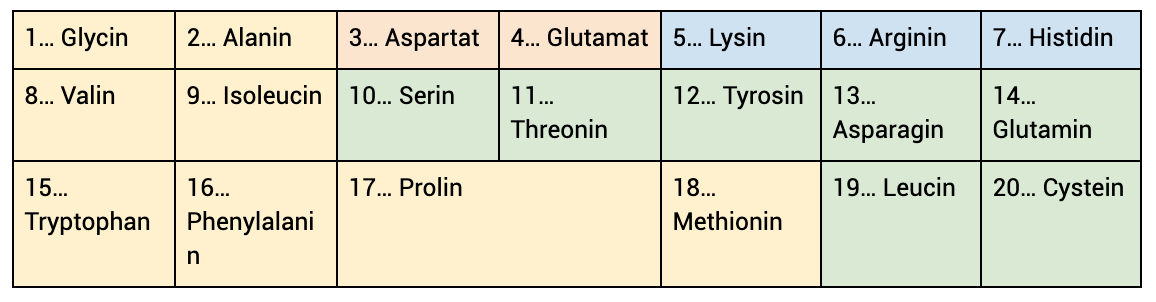 1... Glycin
2... Alanin
3... Aspartat
4... Glutamat
5... Lysin
6... Arginin
7... Histidin
8... Valin
9... Isoleucin
10... Serin
11...
Threonin
12... Tyrosin
13...
Asparagin
14...
Glutamin
15...
Tryptophan
16...
Phenylalani
n
17... Prolin
18...
Methionin
19... Leucin
20... Cystein